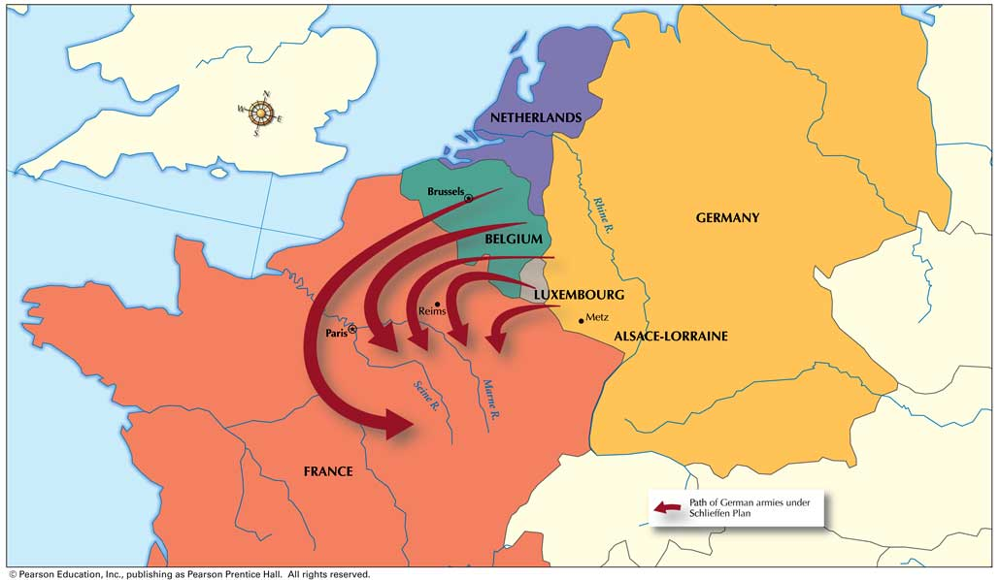 N
W
E
S
NETHERLANDS
Brussels
Rhine R.
GERMANY
BELGIUM
LUXEMBOURG
Reims
Metz
Paris
ALSACE-LORRAINE
Seine R.
Marne R.
FRANCE
Path of German armies under
Schlieffen Plan
© Pearson Education, Inc., publishing as Pearson Prentice Hall. All rights reserved.